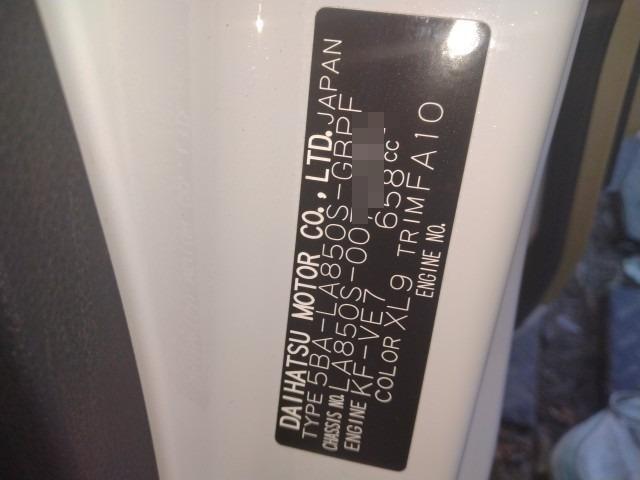 DAIHATSU MOTOR CO., LTD. JAPAN
TYPE 5BA-LA850S-GBPF
CHASSIS NO. LA850S-00
ENGINE KF-VE7 658CC
COLOR XL9 TRIM FA10
ENGINE NO.